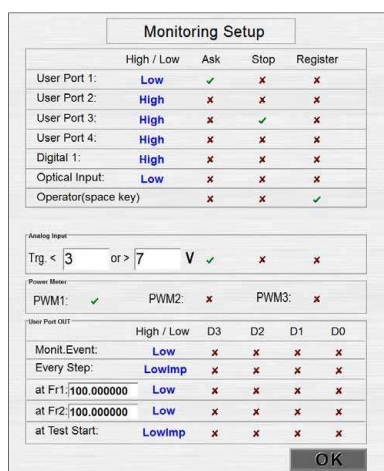 Monitoring Setup
High / Low Ask Stop Register
User Port 1: Low ✓ ✗ ✗
User Port 2: High ✗ ✗ ✗
User Port 3: High ✗ ✓ ✗
User Port 4: High ✗ ✗ ✗
Digital 1: High ✗ ✗ ✗
Optical Input: Low ✗ ✗ ✗
Operator(space key) ✗ ✗ ✓
Analog Input
Trg. < 3 or > 7 V ✓ ✗ ✗
Power Meter
PWM1: ✓ PWM2: ✗ PWM3: ✗
User Port OUT
High / Low D3 D2 D1 D0
Monit.Event: Low ✗ ✗ ✗ ✗
Every Step: LowImp ✗ ✗ ✗ ✗
at Fr1: 100.000000 Low ✗ ✗ ✗ ✗
at Fr2: 100.000000 Low ✗ ✗ ✗ ✗
at Test Start: LowImp ✗ ✗ ✗ ✗
OK